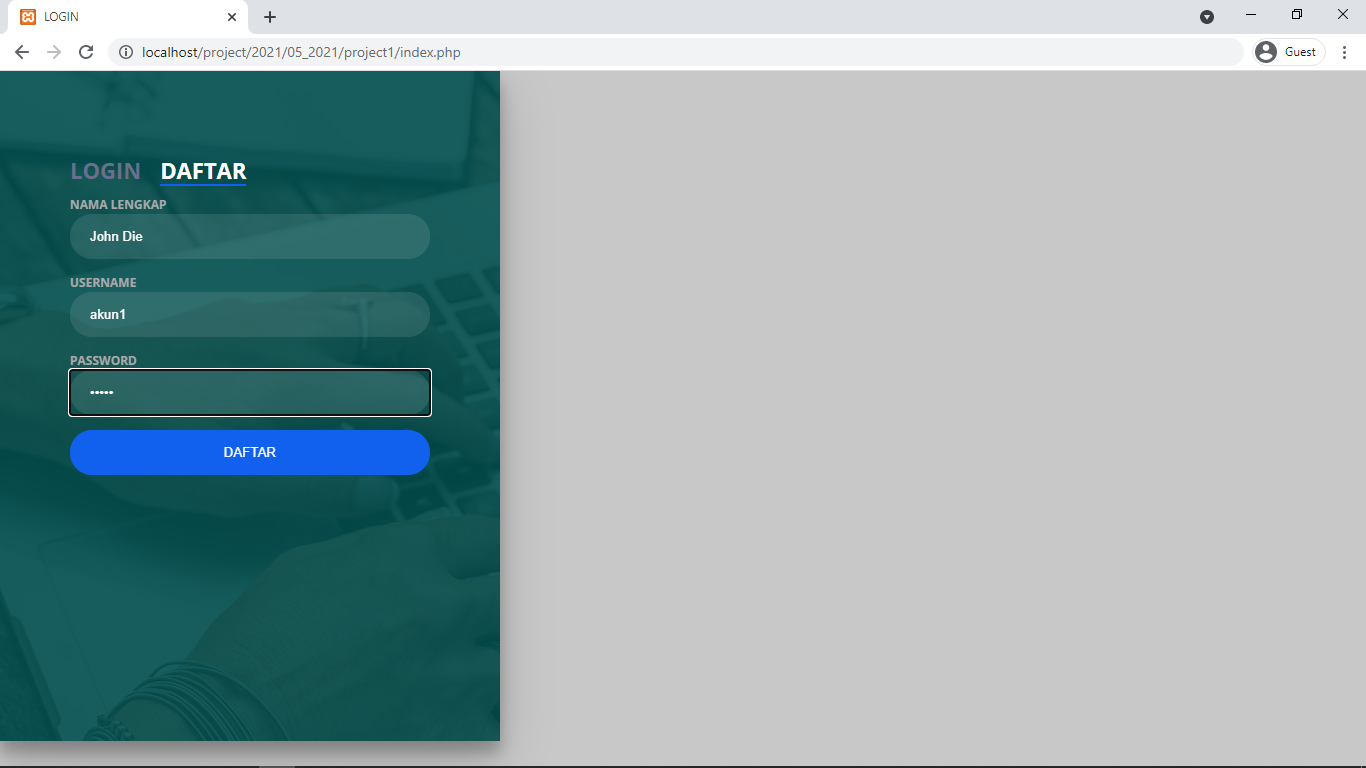 LOGIN
localhost/project/2021/05_2021/project1/index.php
Guest
LOGIN DAFTAR
NAMA LENGKAP
John Die
USERNAME
akun1
PASSWORD
•••••
DAFTAR